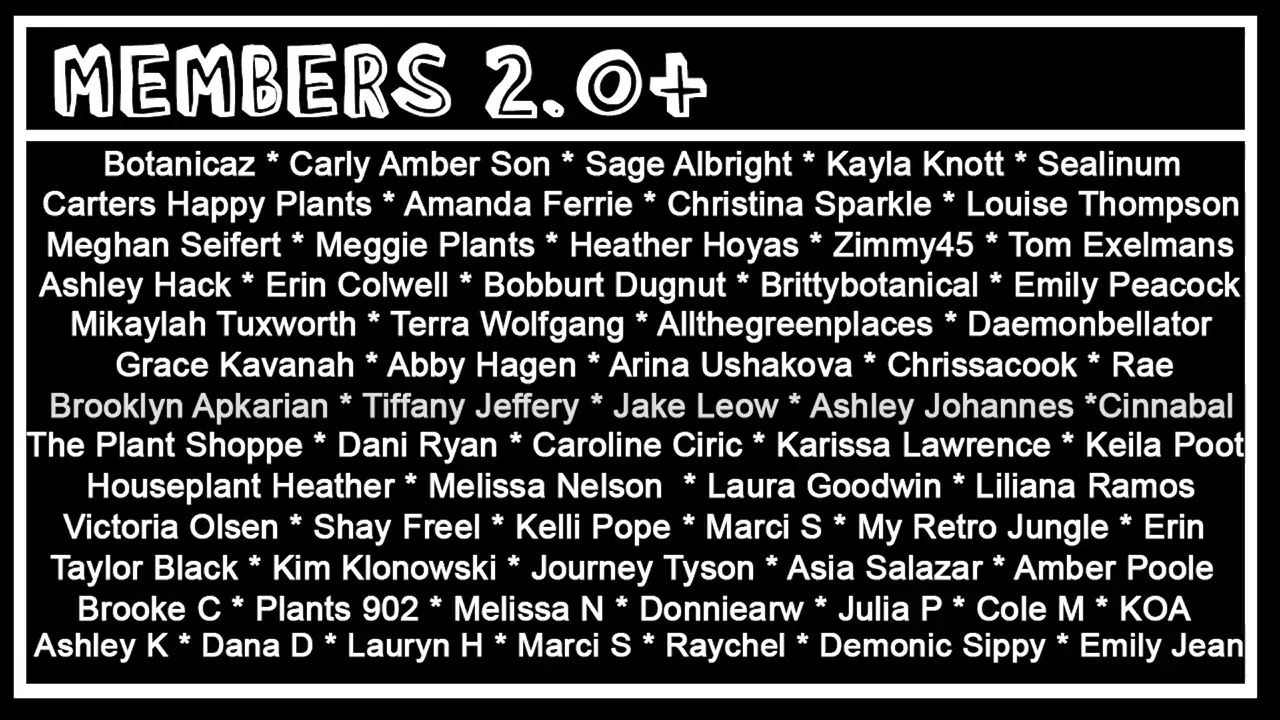 MEMBERS 2.0+
Botanicaz * Carly Amber Son * Sage Albright * Kayla Knott * Sealinum
Carters Happy Plants * Amanda Ferrie * Christina Sparkle * Louise Thompson
Meghan Seifert * Meggie Plants * Heather Hoyas * Zimmy45 * Tom Exelmans
Ashley Hack * Erin Colwell * Bobburt Dugnut * Brittybotanical * Emily Peacock
Mikaylah Tuxworth * Terra Wolfgang * Allthegreenplaces * Daemonbellator
Grace Kavanah * Abby Hagen * Arina Ushakova * Chrissacook * Rae
Brooklyn Apkarian * Tiffany Jeffery * Jake Leow * Ashley Johannes *Cinnabal
The Plant Shoppe * Dani Ryan * Caroline Ciric * Karissa Lawrence * Keila Poot
Houseplant Heather * Melissa Nelson  * Laura Goodwin * Liliana Ramos
Victoria Olsen * Shay Freel * Kelli Pope * Marci S * My Retro Jungle * Erin
Taylor Black * Kim Klonowski * Journey Tyson * Asia Salazar * Amber Poole
Brooke C * Plants 902 * Melissa N * Donniearw * Julia P * Cole M * KOA
Ashley K * Dana D * Lauryn H * Marci S * Raychel * Demonic Sippy * Emily Jean